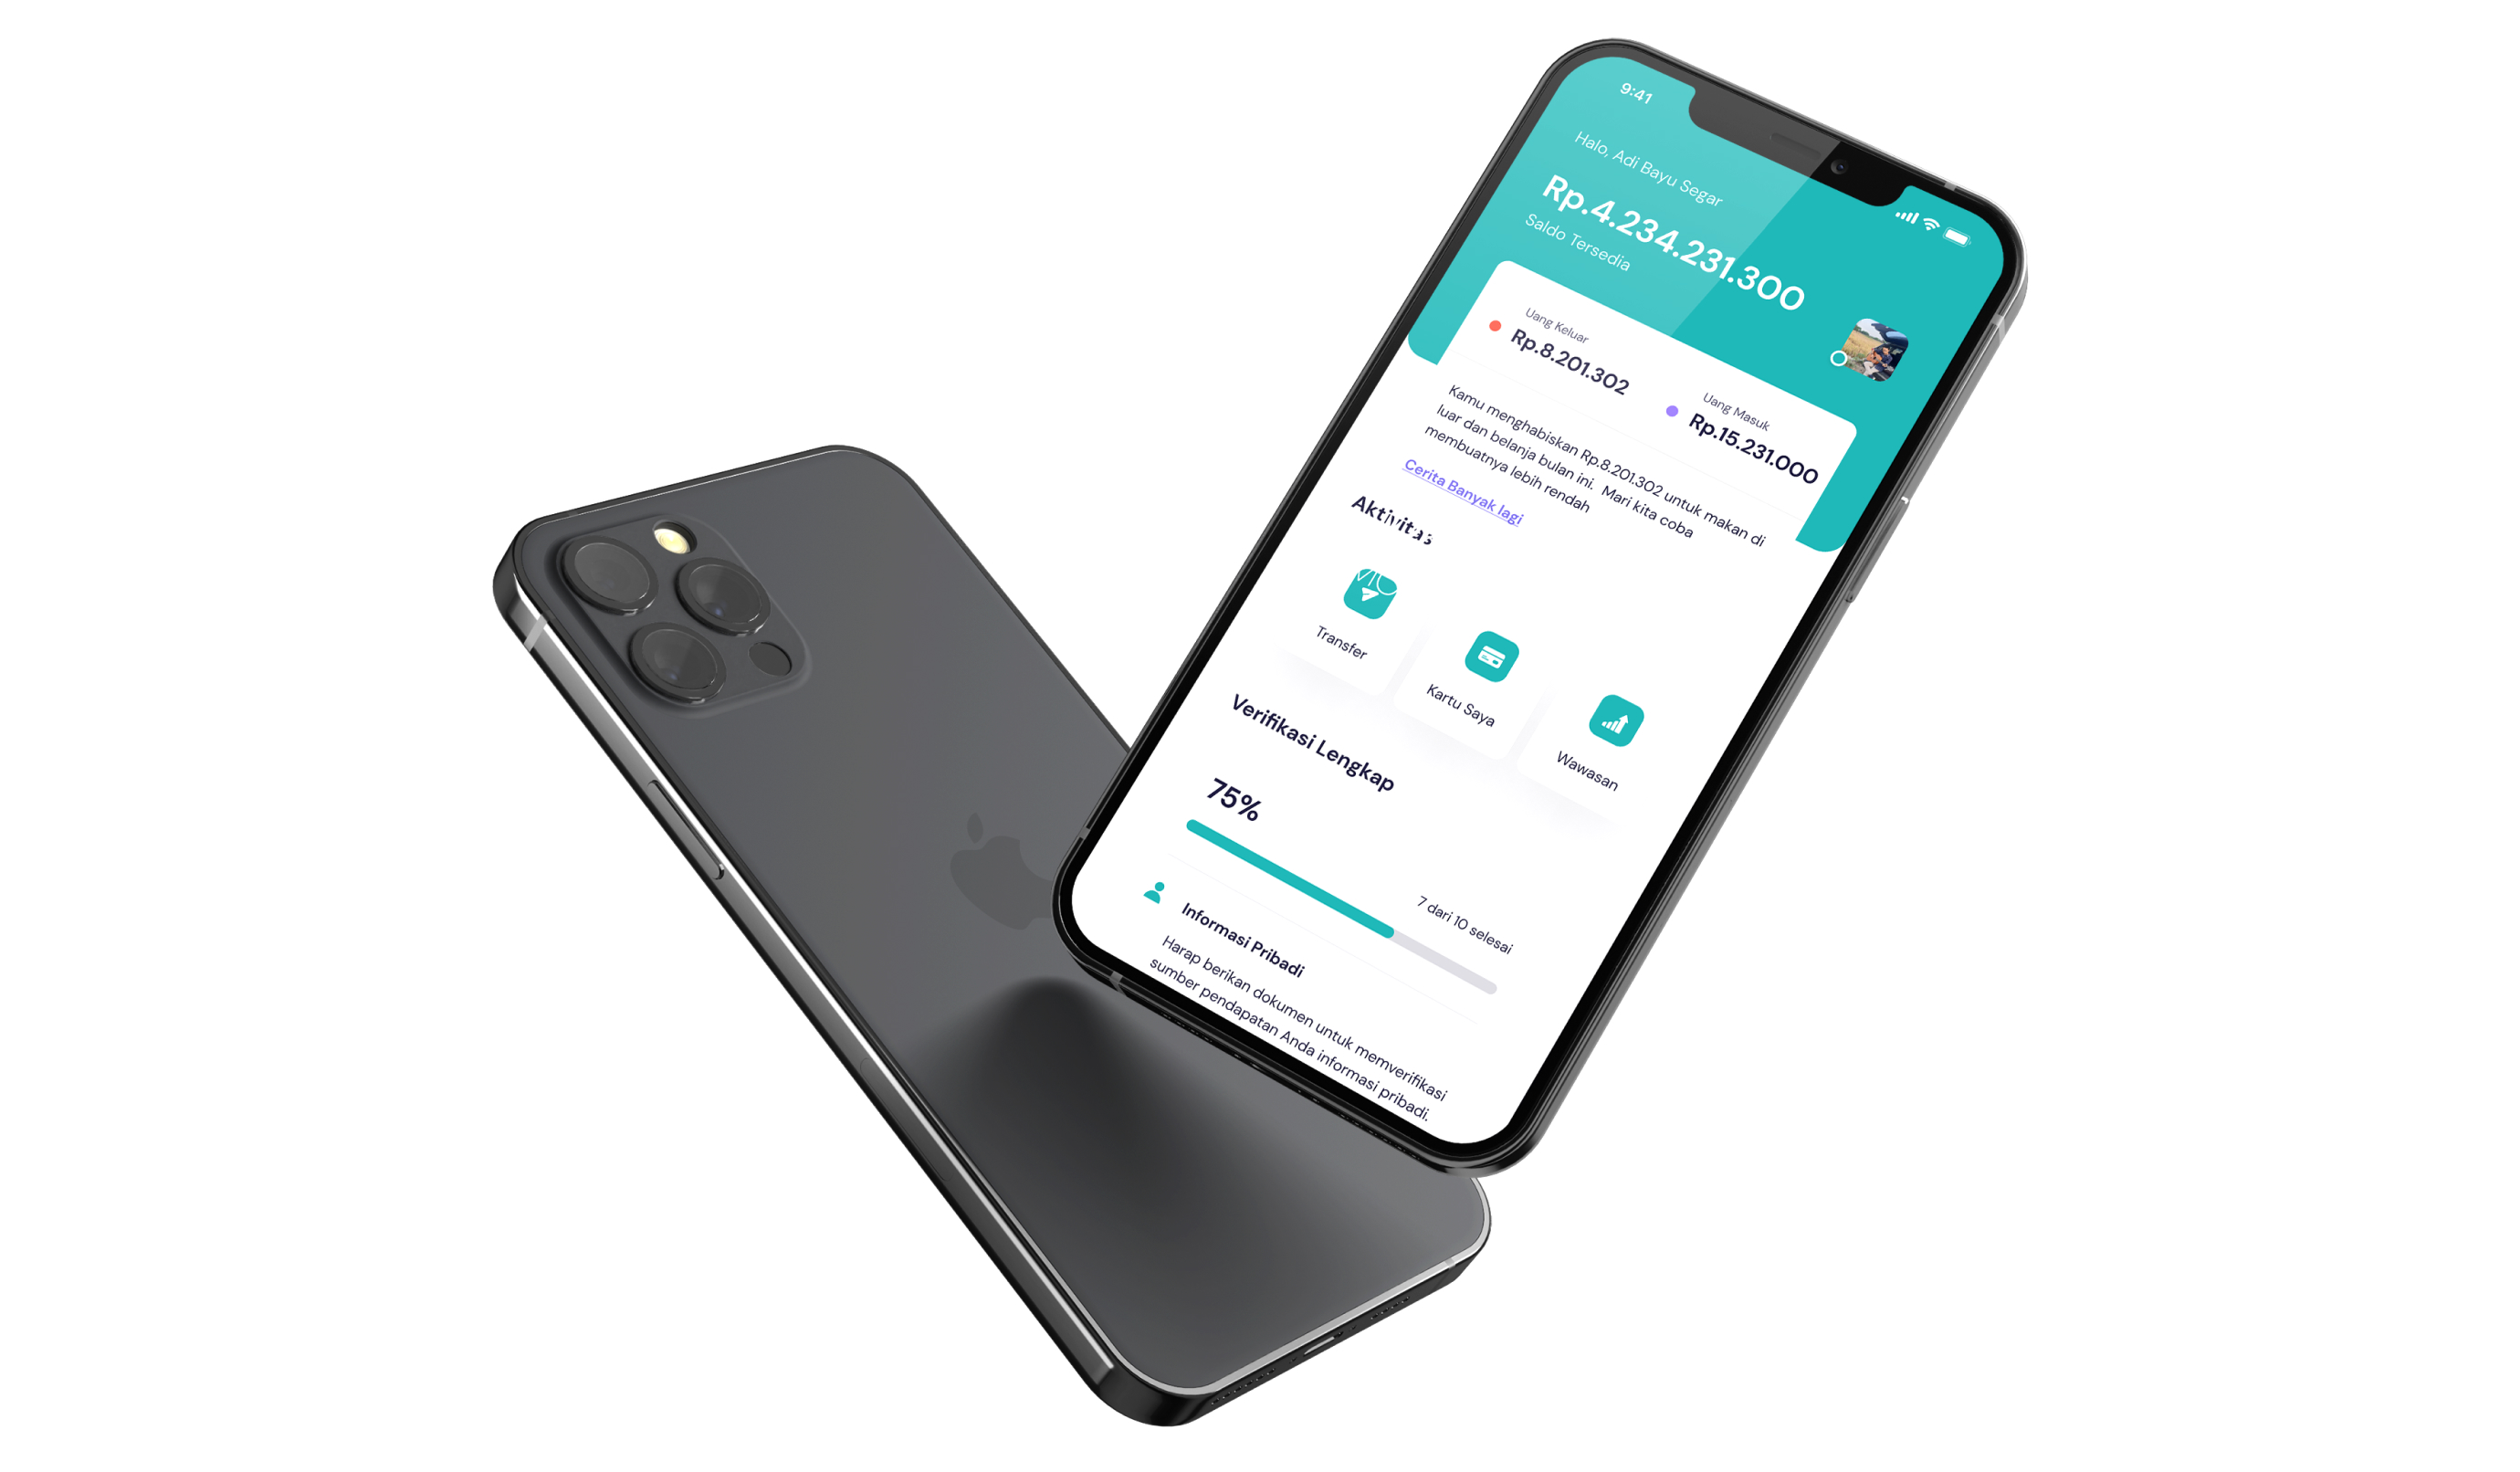 9:41
Halo, Adi Bayu Segar
Rp.4.234.231.300
Saldo Tersedia
Uang Keluar
Rp.8.201.302
Uang Masuk
Rp.15.231.000
Kamu menghabiskan Rp.8.201.302 untuk makan di
luar dan belanja bulan ini. Mari kita coba
membuatnya lebih rendah
Cerita Banyak lagi
Aktivitas
Transfer
Kartu Saya
Wawasan
Verifikasi Lengkap
75%
7 dari 10 selesai
Informasi Pribadi
Harap berikan dokumen untuk memverifikasi
sumber pendapatan Anda informasi pribadi.